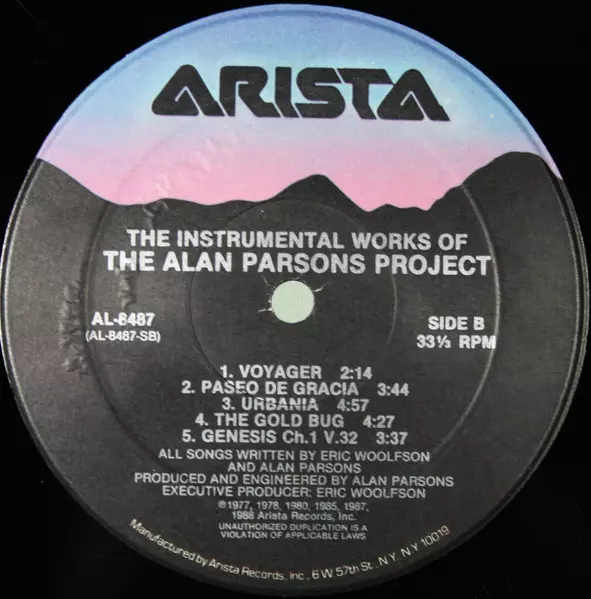 ARISTA
THE INSTRUMENTAL WORKS OF
THE ALAN PARSONS PROJECT
AL-8487
(AL-8487-SB)
SIDE B
33⅓ RPM
1. VOYAGER 2:14
2. PASEO DE GRACIA 3:44
3. URBANIA 4:57
4. THE GOLD BUG 4:27
5. GENESIS Ch.1 V.32 3:37
ALL SONGS WRITTEN BY ERIC WOOLFSON
AND ALAN PARSONS
PRODUCED AND ENGINEERED BY ALAN PARSONS
EXECUTIVE PRODUCER: ERIC WOOLFSON
℗1977, 1978, 1980, 1985, 1987,
1988 Arista Records, Inc.
UNAUTHORIZED DUPLICATION IS A
VIOLATION OF APPLICABLE LAWS
Manufactured by Arista Records, Inc., 6 W. 57th St., N.Y. N.Y. 10019